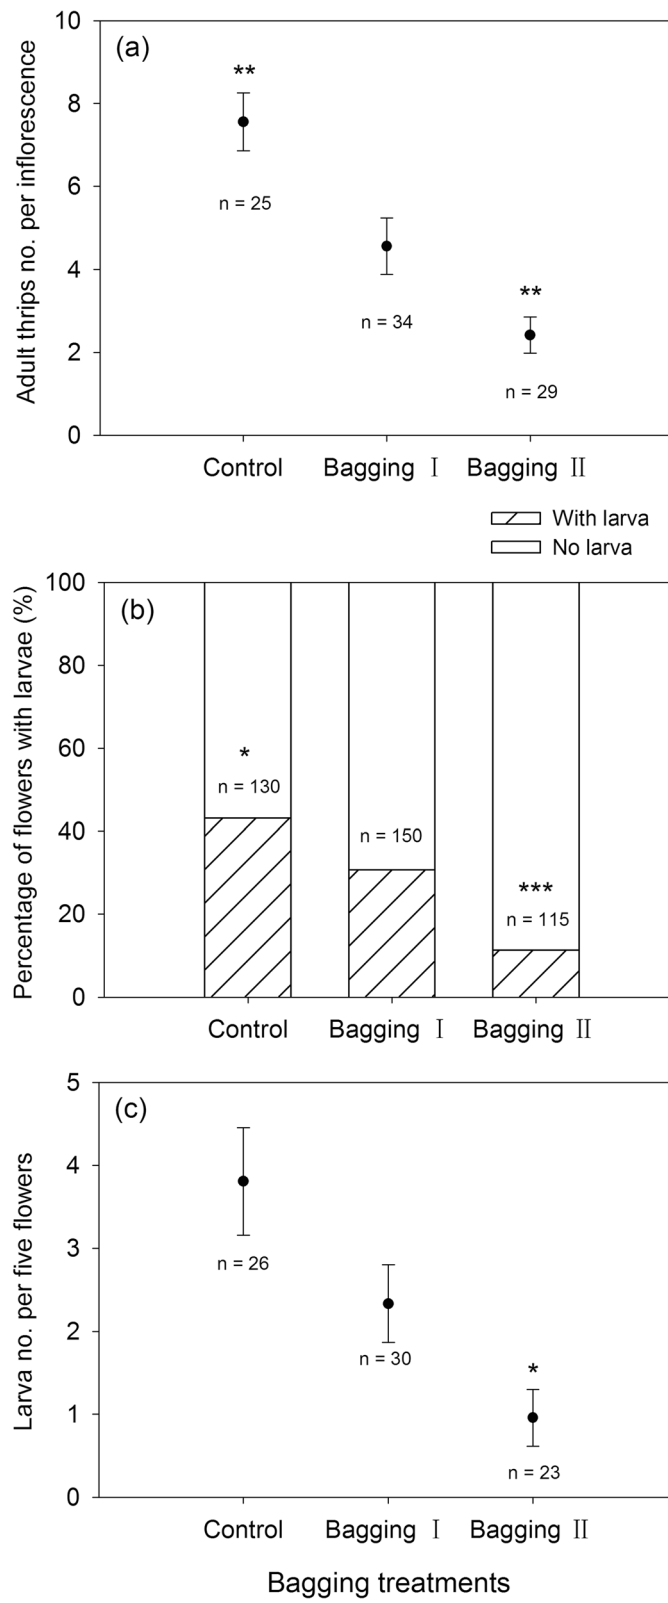 (a)
Adult thrips no. per inflorescence
10
8
6
4
2
0
**
n = 25
n = 34
**
n = 29
Control Bagging Ⅰ Bagging Ⅱ
With larva
No larva
(b)
Percentage of flowers with larvae (%)
100
80
60
40
20
0
*
n = 130
n = 150
***
n = 115
Control Bagging Ⅰ Bagging Ⅱ
(c)
Larva no. per five flowers
5
4
3
2
1
0
n = 26
n = 30
*
n = 23
Control Bagging Ⅰ Bagging Ⅱ
Bagging treatments